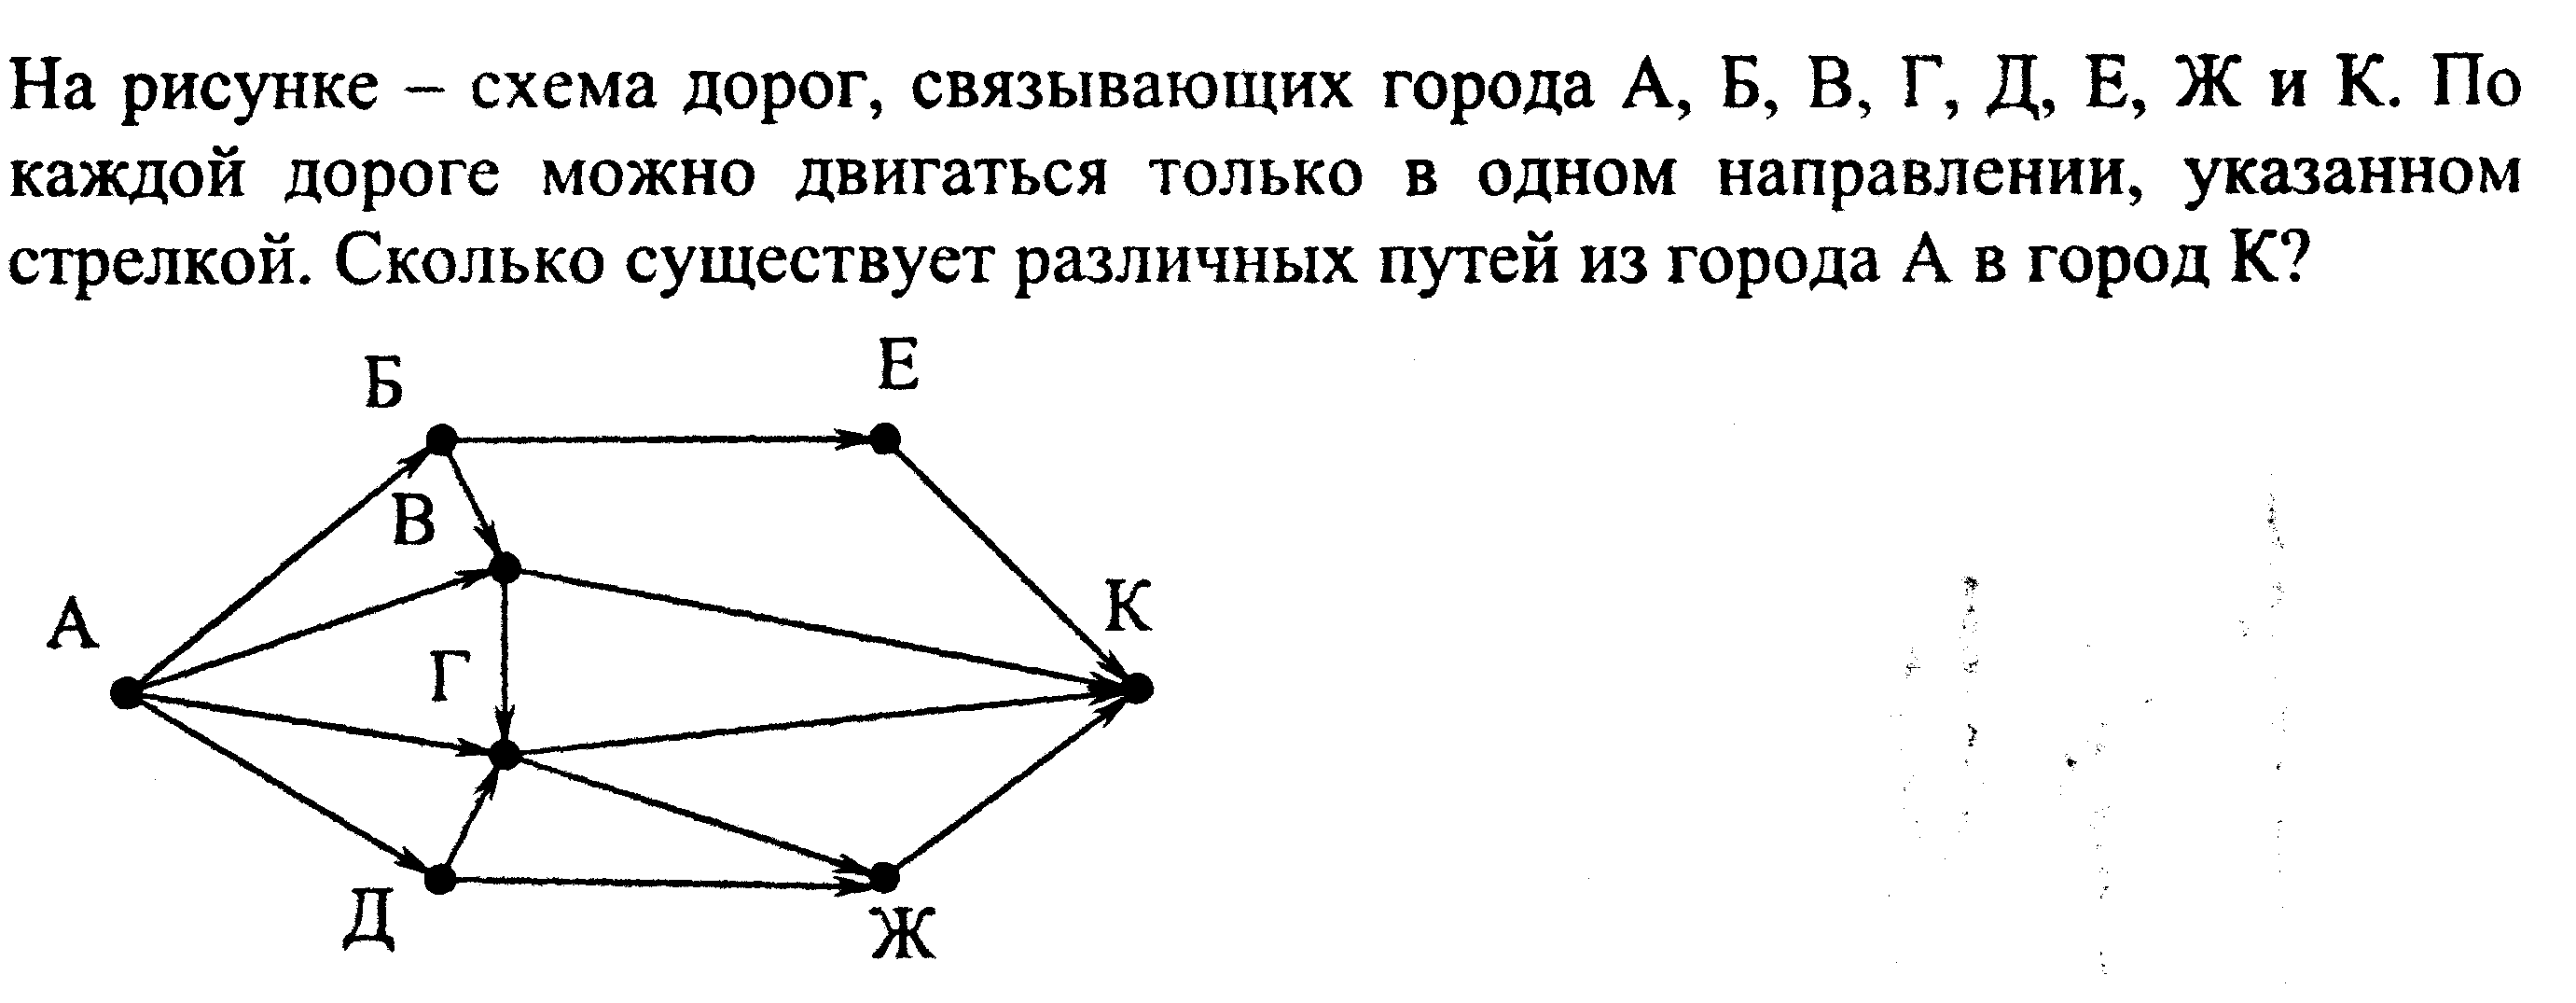 На рисунке – схема дорог, связывающих города А, Б, В, Г, Д, Е, Ж и К. По
каждой дороге можно двигаться только в одном направлении, указанном
стрелкой. Сколько существует различных путей из города А в город К?
Б
Е
В
А
К
Г
Д
Ж